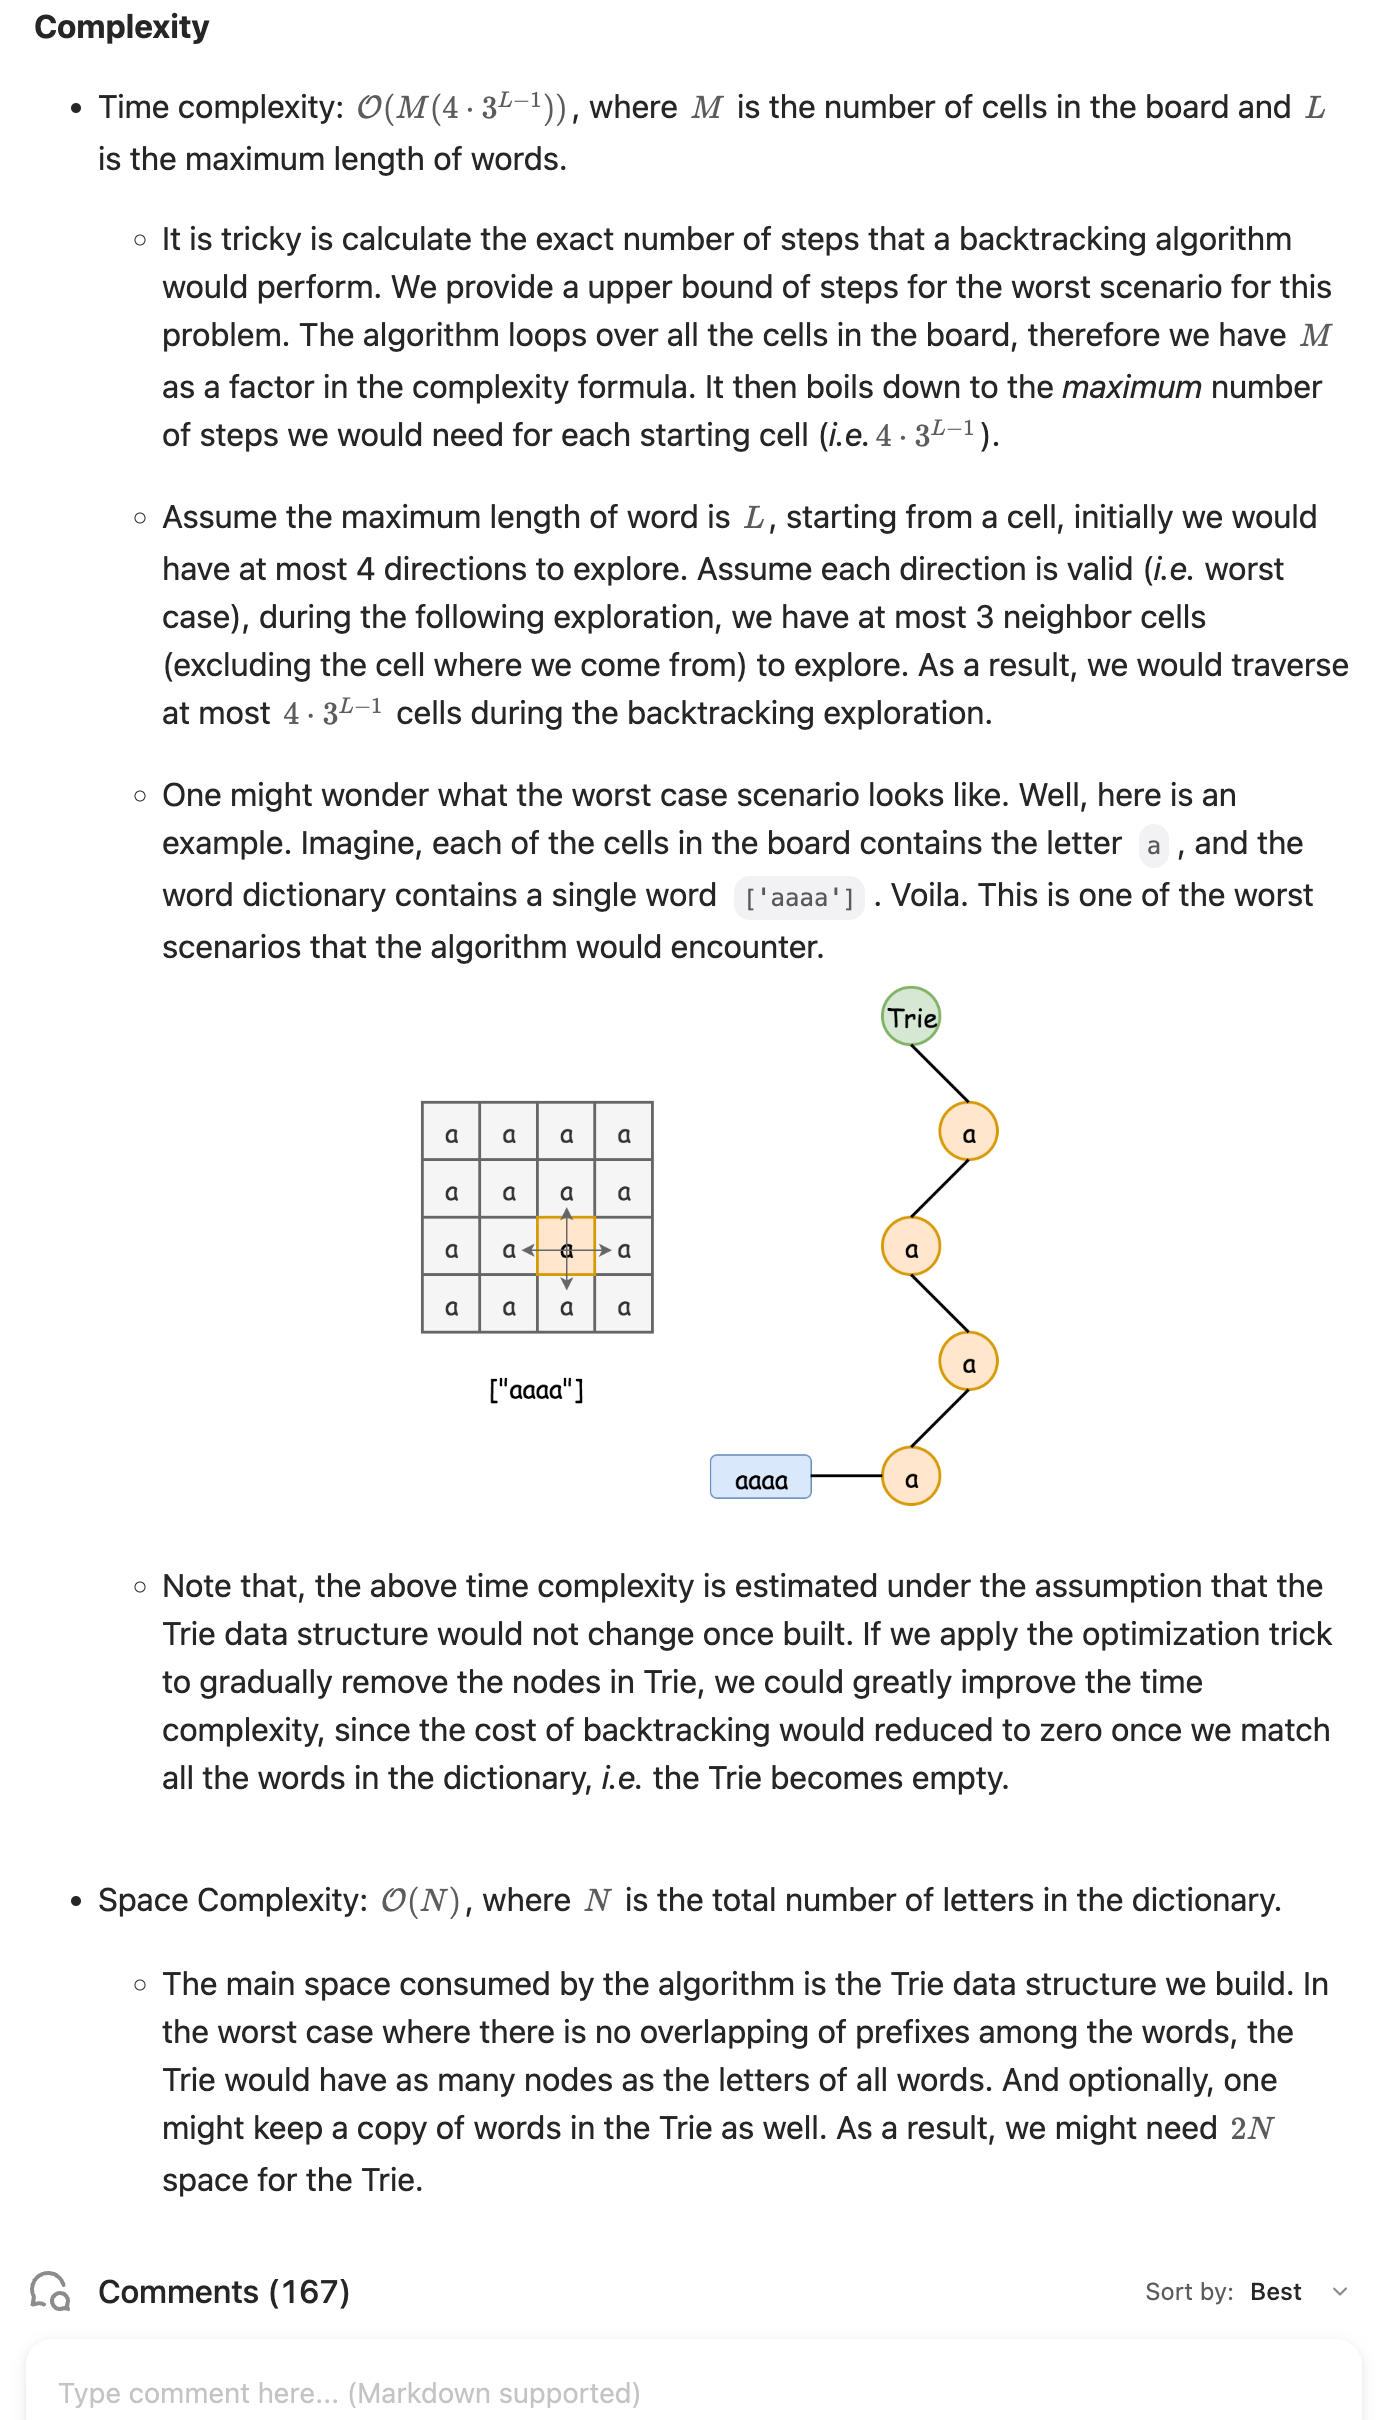 Complexity
• Time complexity: 𝒪(M(4 · 3^{L−1})), where M is the number of cells in the board and L
is the maximum length of words.
◦ It is tricky is calculate the exact number of steps that a backtracking algorithm
would perform. We provide a upper bound of steps for the worst scenario for this
problem. The algorithm loops over all the cells in the board, therefore we have M
as a factor in the complexity formula. It then boils down to the maximum number
of steps we would need for each starting cell (i.e. 4 · 3^{L−1}).
◦ Assume the maximum length of word is L, starting from a cell, initially we would
have at most 4 directions to explore. Assume each direction is valid (i.e. worst
case), during the following exploration, we have at most 3 neighbor cells
(excluding the cell where we come from) to explore. As a result, we would traverse
at most 4 · 3^{L−1} cells during the backtracking exploration.
◦ One might wonder what the worst case scenario looks like. Well, here is an
example. Imagine, each of the cells in the board contains the letter a , and the
word dictionary contains a single word ['aaaa'] . Voila. This is one of the worst
scenarios that the algorithm would encounter.
a a a a
a a a a
a a a a
a a a a
["aaaa"]
Trie
a
a
a
a
aaaa
◦ Note that, the above time complexity is estimated under the assumption that the
Trie data structure would not change once built. If we apply the optimization trick
to gradually remove the nodes in Trie, we could greatly improve the time
complexity, since the cost of backtracking would reduced to zero once we match
all the words in the dictionary, i.e. the Trie becomes empty.
• Space Complexity: 𝒪(N), where N is the total number of letters in the dictionary.
◦ The main space consumed by the algorithm is the Trie data structure we build. In
the worst case where there is no overlapping of prefixes among the words, the
Trie would have as many nodes as the letters of all words. And optionally, one
might keep a copy of words in the Trie as well. As a result, we might need 2N
space for the Trie.
Comments (167)
Sort by: Best
Type comment here... (Markdown supported)